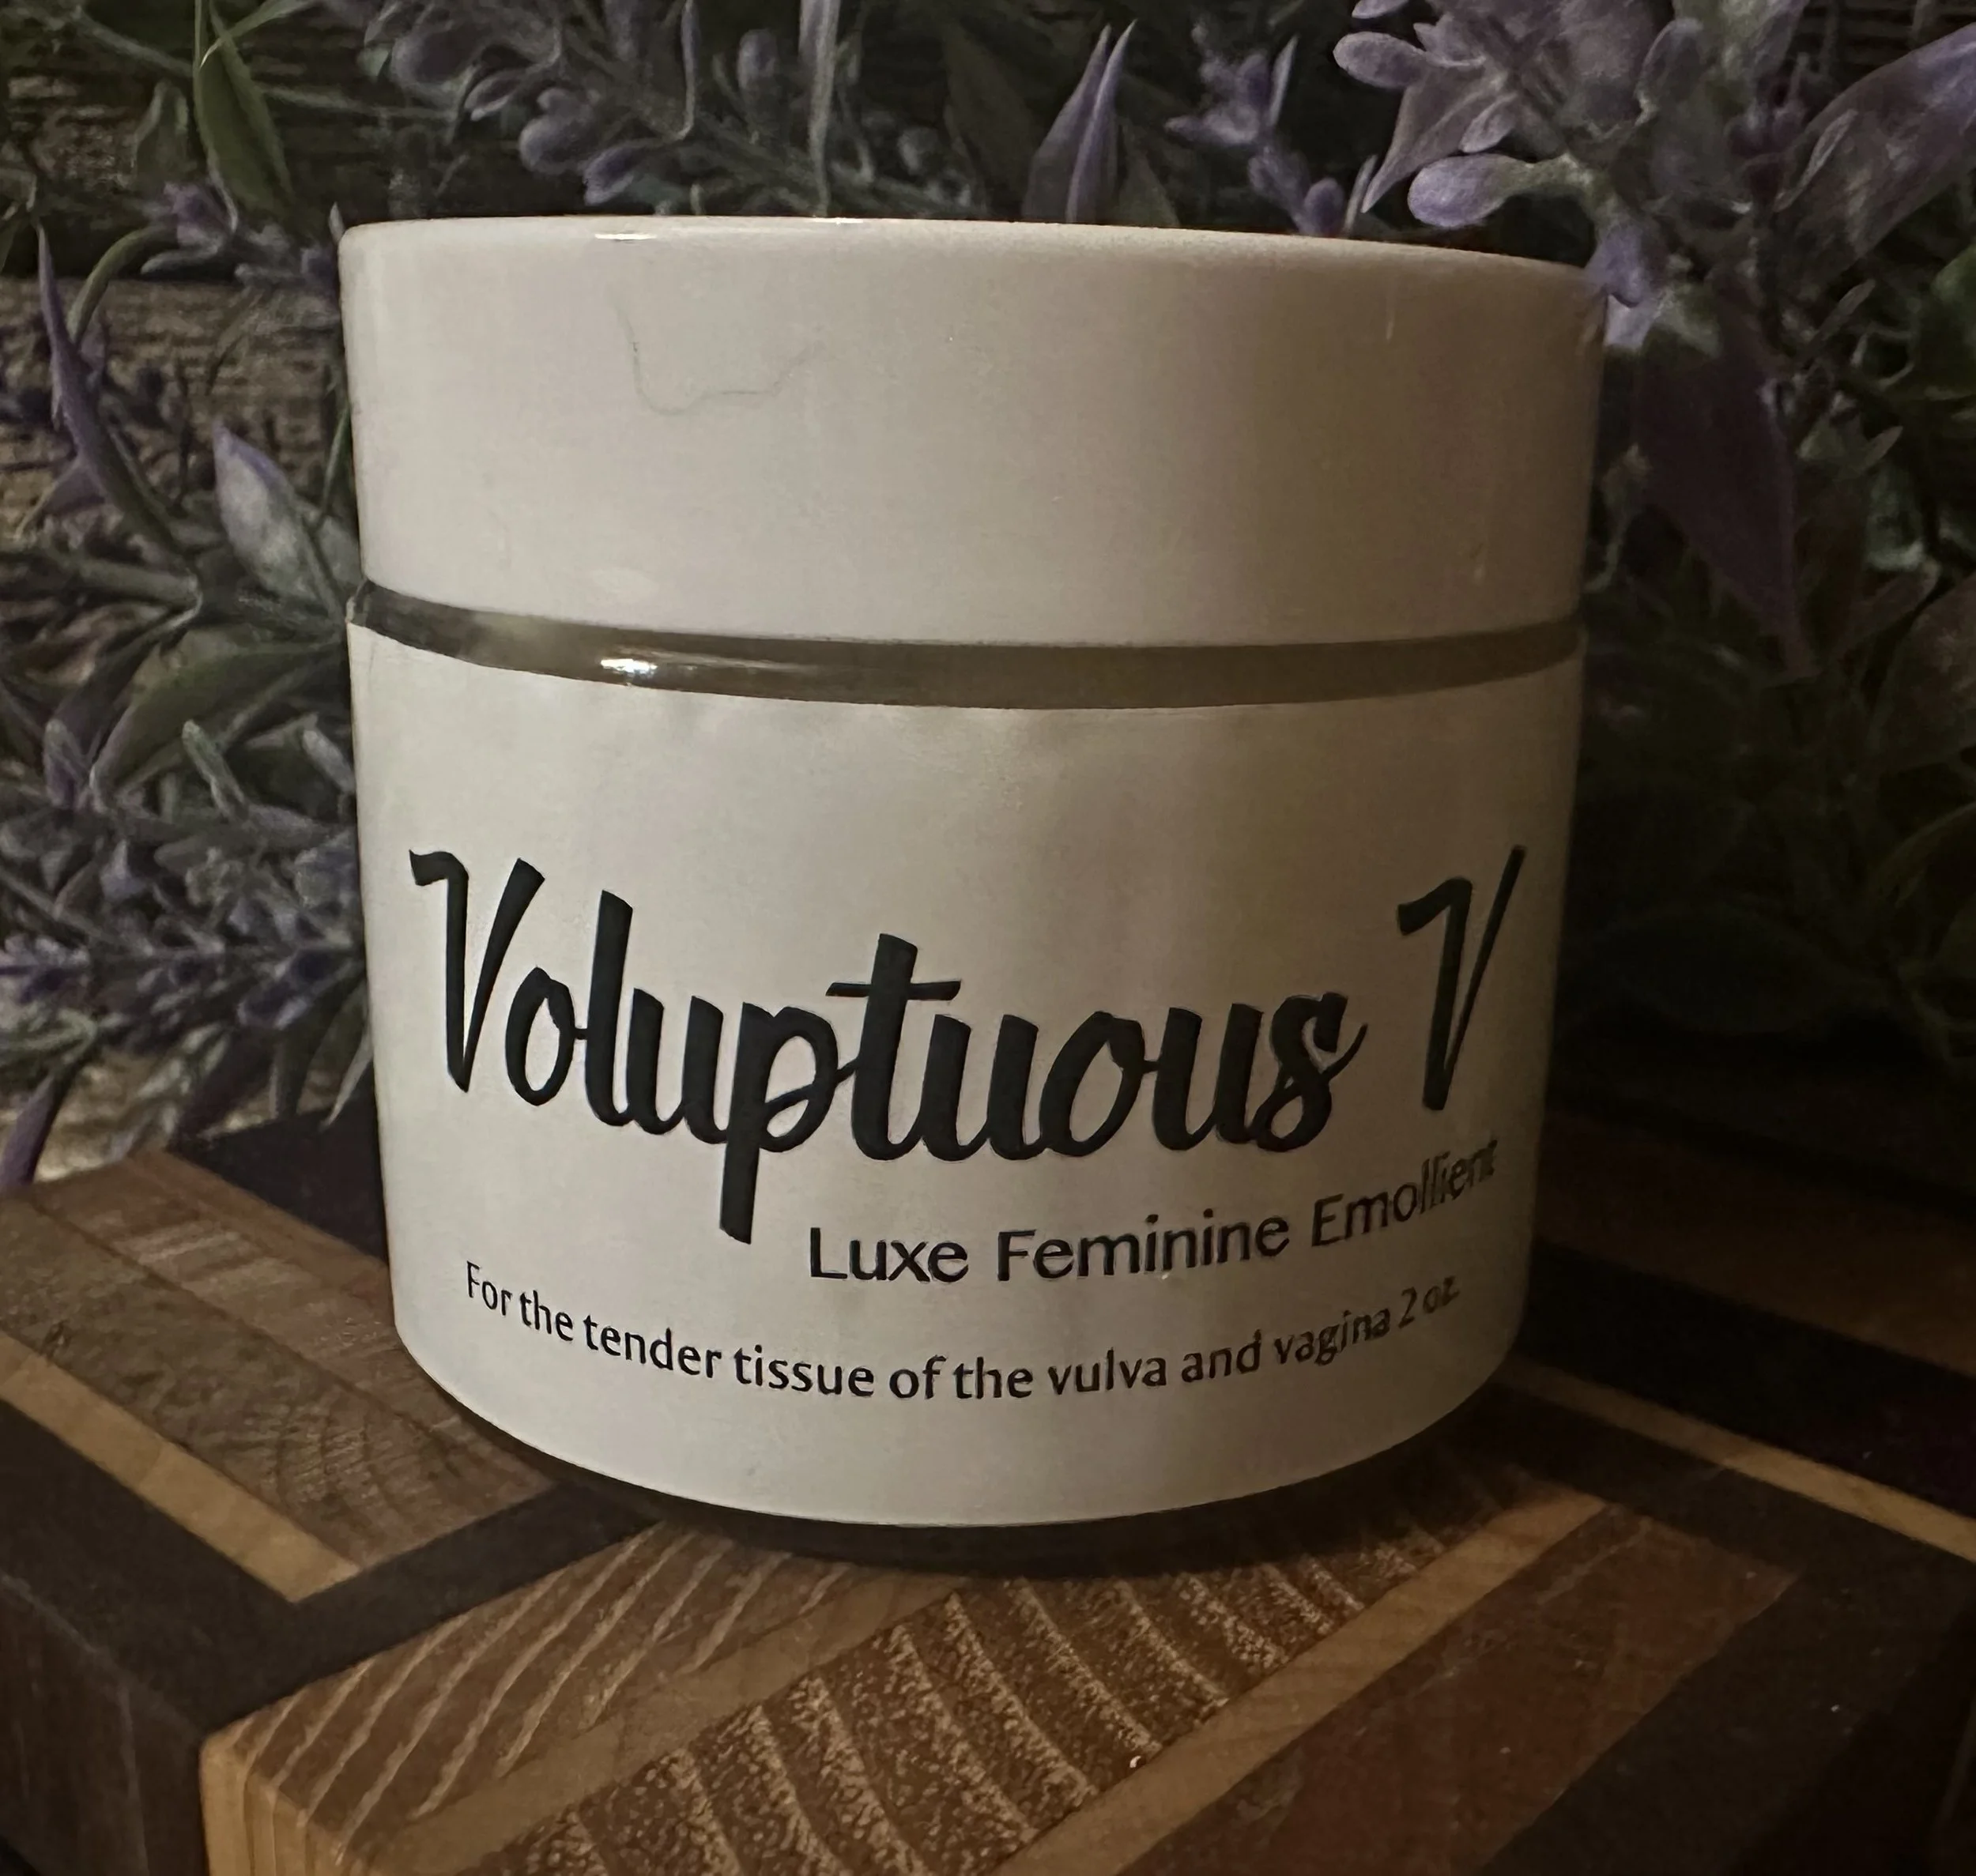 Voluptuous V
Luxe Feminine Emollient
For the tender tissue of the vulva and vagina 2 oz.